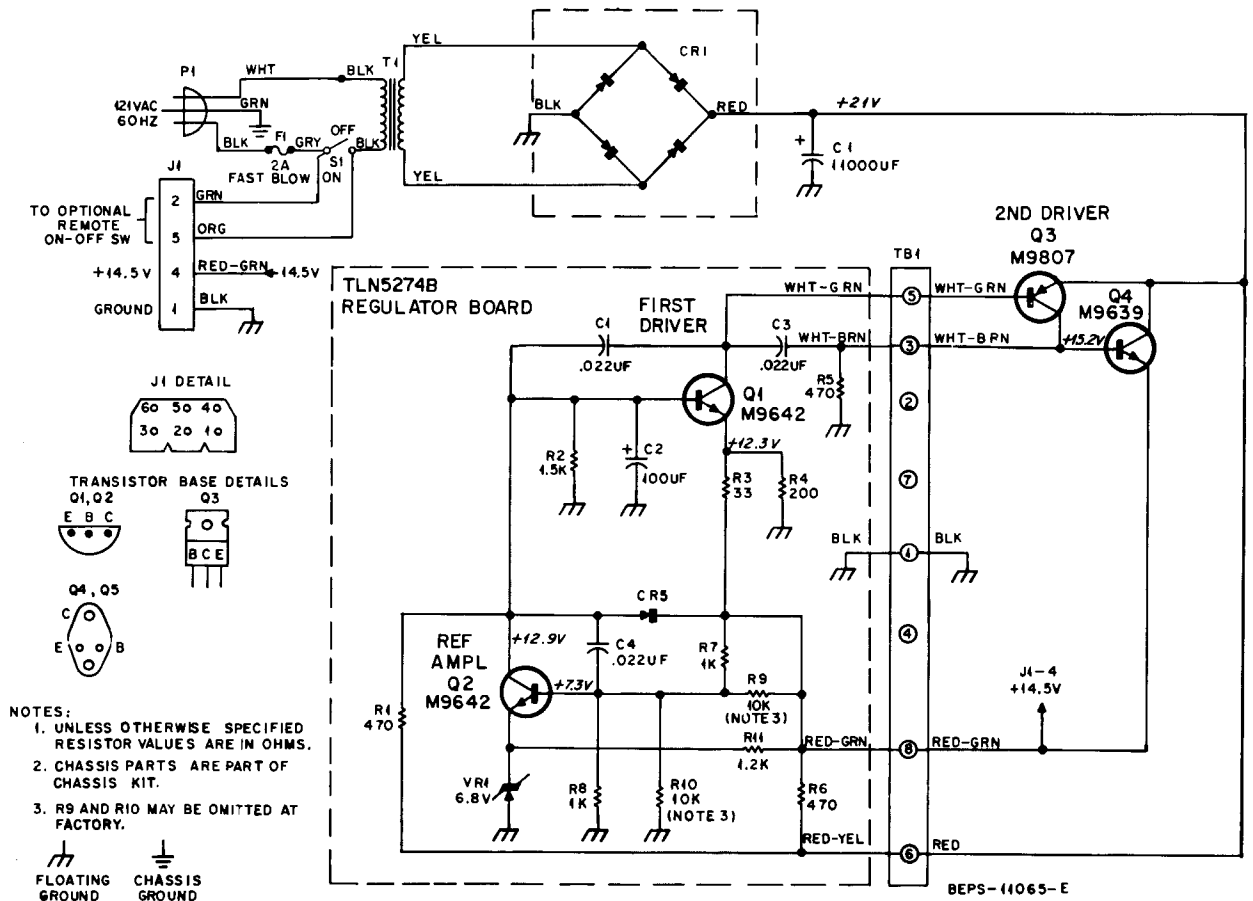 P1
WHT
BLK
T1
YEL
CR1
121VAC
60HZ
GRN
BLK
RED
+21V
BLK
F1
GRY
OFF
S1
ON
BLK
2A
FAST BLOW
YEL
+
C1
11000UF
J1
2
GRN
TO OPTIONAL
REMOTE
ON-OFF SW
5
ORG
+14.5V
4
RED-GRN
+14.5V
GROUND
1
BLK
2ND DRIVER
Q3
M9807
TB1
TLN5274B
REGULATOR BOARD
FIRST
DRIVER
WHT-GRN
5
WHT-GRN
Q4
M9639
C1
.022UF
C3
.022UF
WHT-BRN
3
WHT-BRN
+15.2V
R5
470
2
Q1
M9642
J1 DETAIL
6 5 4
3 2 1
R2
1.5K
+
C2
100UF
+12.3V
R3
33
R4
200
7
TRANSISTOR BASE DETAILS
Q1,Q2
E B C
Q3
B C E
BLK
1
BLK
Q4, Q5
C
E
B
CR5
+12.9V
C4
.022UF
R7
1K
4
REF
AMPL
Q2
M9642
+7.3V
R9
10K
(NOTE 3)
J1-4
+14.5V
R1
470
R11
1.2K
RED-GRN
8
RED-GRN
VR1
6.8V
R8
1K
R10
10K
(NOTE 3)
R6
470
RED-YEL
6
RED
NOTES:
1. UNLESS OTHERWISE SPECIFIED
RESISTOR VALUES ARE IN OHMS.
2. CHASSIS PARTS ARE PART OF
CHASSIS KIT.
3. R9 AND R10 MAY BE OMITTED AT
FACTORY.
FLOATING
GROUND
CHASSIS
GROUND
BEPS-11065-E